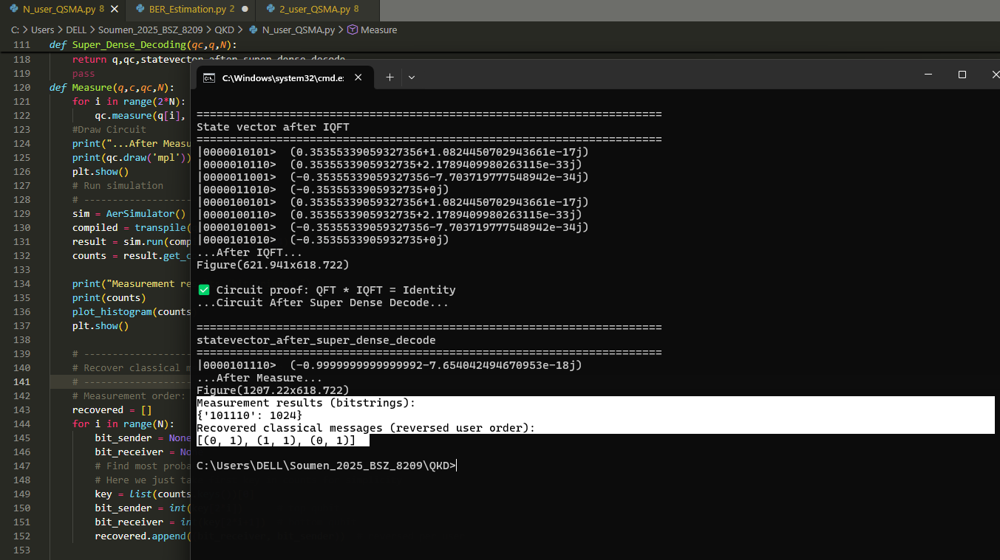 N_user_QSMA.py 8 BER_Estimation.py 2 2_user_QSMA.py 8
C: > Users > DELL > Soumen_2025_BSZ_8209 > QKD > N_user_QSMA.py > Measure
111 def Super_Dense_Decoding(qc,q,N):
118 return q,qc,statevector_after_super_dense_decode
119 pass
120 def Measure(q,c,qc,N):
121 for i in range(2*N):
122 qc.measure(q[i],
123 #Draw Circuit
124 print("...After Measu
125 print(qc.draw('mpl'))
126 plt.show()
127 # Run simulation
128 # -------------------
129 sim = AerSimulator()
130 compiled = transpile(
131 result = sim.run(comp
132 counts = result.get_c
133
134 print("Measurement re
135 print(counts)
136 plot_histogram(counts
137 plt.show()
138
139 # -------------------
140 # Recover classical m
141 # -------------------
142 # Measurement order:
143 recovered = []
144 for i in range(N):
145 bit_sender = None
146 bit_receiver = No
147 # Find most proba
148 # Here we just ta
149 key = list(counts
150 bit_sender = int(
151 bit_receiver = in
152 recovered.append(
153
C:\Windows\system32\cmd.e:
======================================================================
State vector after IQFT
======================================================================
|0000010101> (0.35355339059327356+1.0824450702943661e-17j)
|0000010110> (0.3535533905932735+2.1789409980263115e-33j)
|0000011001> (-0.35355339059327356-7.703719777548942e-34j)
|0000011010> (-0.3535533905932735+0j)
|0000100101> (0.35355339059327356+1.0824450702943661e-17j)
|0000100110> (0.3535533905932735+2.1789409980263115e-33j)
|0000101001> (-0.35355339059327356-7.703719777548942e-34j)
|0000101010> (-0.3535533905932735+0j)
...After IQFT...
Figure(621.941x618.722)
✅ Circuit proof: QFT * IQFT = Identity
...Circuit After Super Dense Decode...
======================================================================
statevector_after_super_dense_decode
======================================================================
|0000101110> (-0.9999999999999992-7.654042494670953e-18j)
...After Measure...
Figure(1207.22x618.722)
Measurement results (bitstrings):
{'101110': 1024}
Recovered classical messages (reversed user order):
[(0, 1), (1, 1), (0, 1)]
C:\Users\DELL\Soumen_2025_BSZ_8209\QKD>